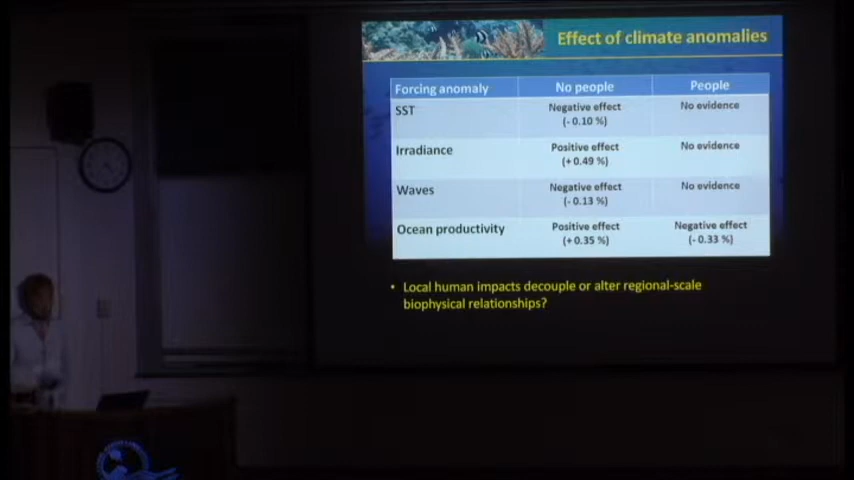 Effect of climate anomalies
Forcing anomaly No people People
SST Negative effect No evidence
(- 0.10 %)
Irradiance Positive effect No evidence
(+ 0.49 %)
Waves Negative effect No evidence
(- 0.13 %)
Ocean productivity Positive effect Negative effect
(+ 0.35 %) (- 0.33 %)
• Local human impacts decouple or alter regional-scale
biophysical relationships?